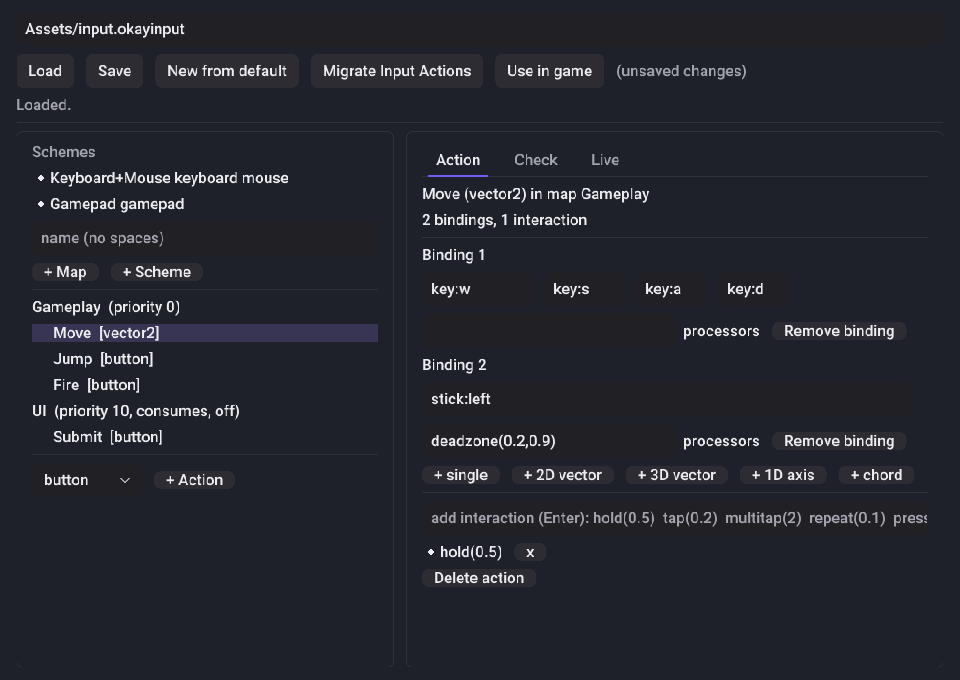 Assets/input.okayinput
Load Save New from default Migrate Input Actions Use in game (unsaved changes)
Loaded.
Schemes
Keyboard+Mouse keyboard mouse
Gamepad gamepad
name (no spaces)
+ Map + Scheme
Gameplay (priority 0)
Move [vector2]
Jump [button]
Fire [button]
UI (priority 10, consumes, off)
Submit [button]
button + Action
Action Check Live
Move (vector2) in map Gameplay
2 bindings, 1 interaction
Binding 1
key:w key:s key:a key:d
processors Remove binding
Binding 2
stick:left
deadzone(0.2,0.9) processors Remove binding
+ single + 2D vector + 3D vector + 1D axis + chord
add interaction (Enter): hold(0.5) tap(0.2) multitap(2) repeat(0.1) press
hold(0.5) x
Delete action